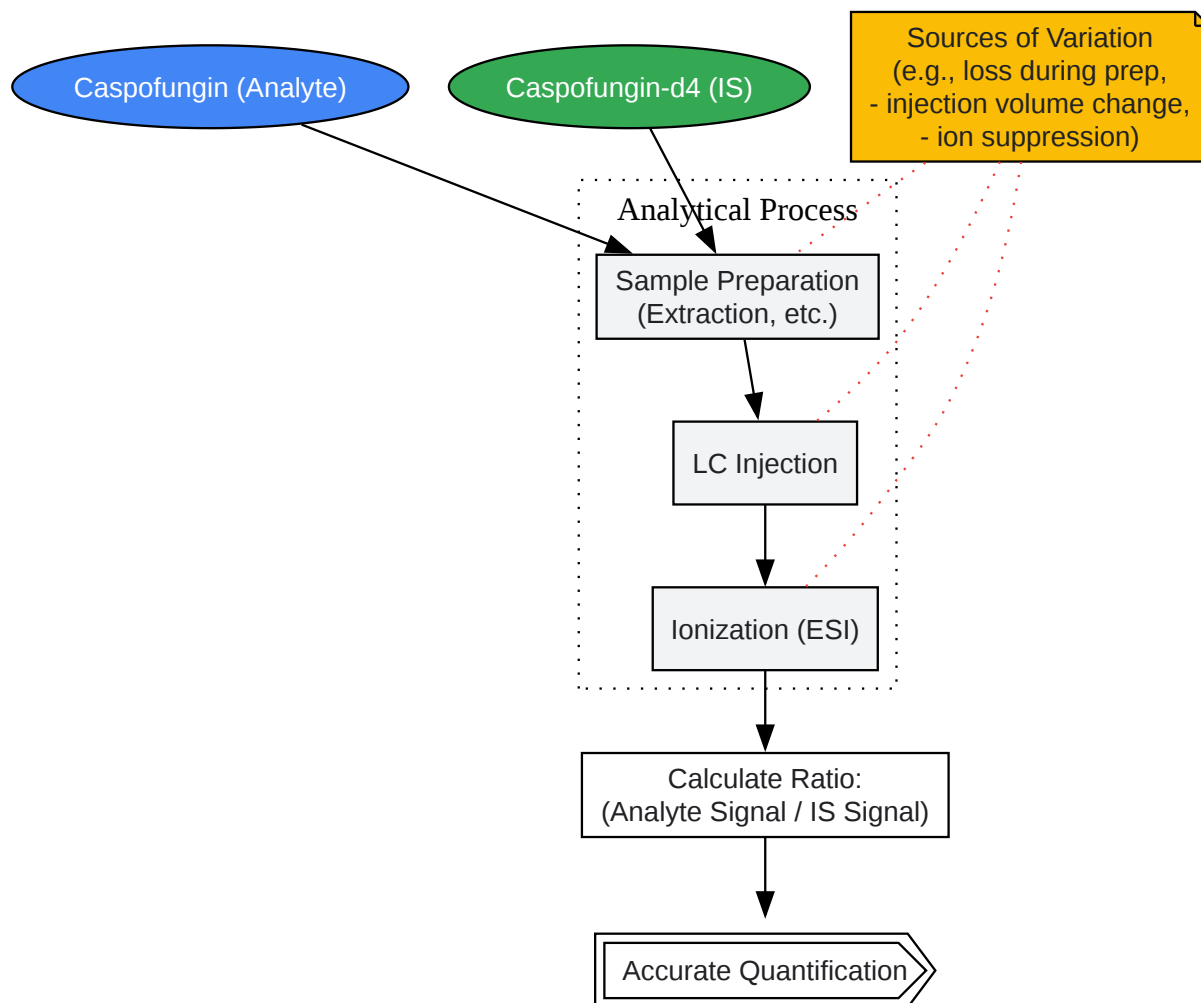 Caspofungin (Analyte)
Caspofungin-d4 (IS)
Sources of Variation
(e.g., loss during prep,
- injection volume change,
- ion suppression)
Analytical Process
Sample Preparation
(Extraction, etc.)
LC Injection
Ionization (ESI)
Calculate Ratio:
(Analyte Signal / IS Signal)
Accurate Quantification